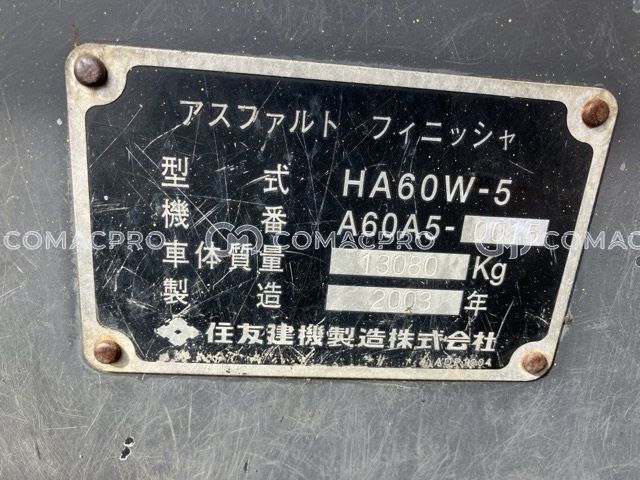 アスファルト フィニッシャ
型 式 HA60W-5
機 番 A60A5-0015
車体質量 13080 Kg
製 造 2003 年
住友建機製造株式会社
COMACPRO COMACPRO COMACPRO